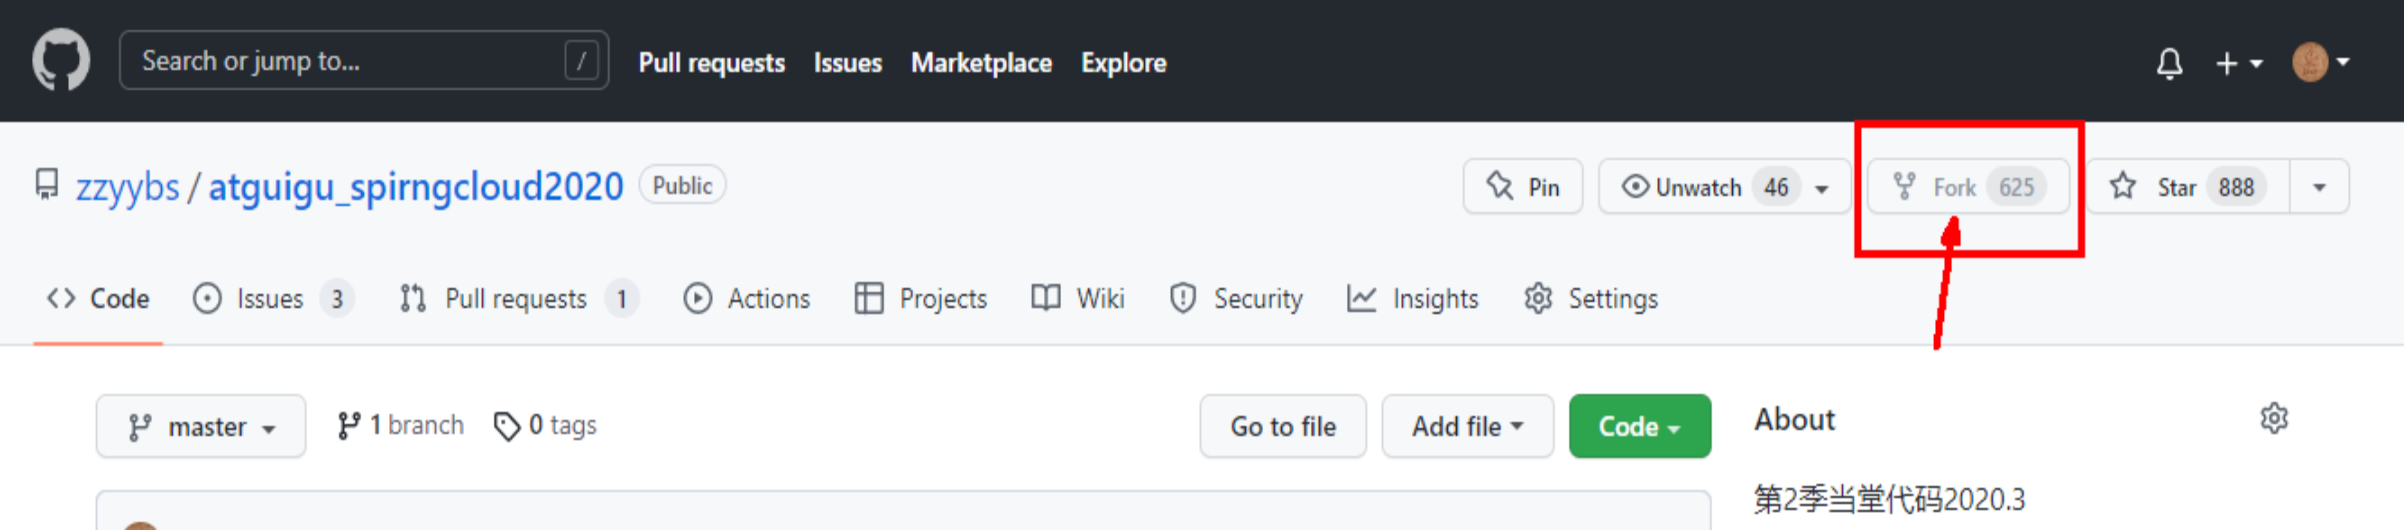 Search or jump to... / Pull requests Issues Marketplace Explore
zzyybs / atguigu_spirngcloud2020 Public Pin Unwatch 46 Fork 625 Star 888
Code Issues 3 Pull requests 1 Actions Projects Wiki Security Insights Settings
master 1 branch 0 tags Go to file Add file Code About
第2季当堂代码2020.3